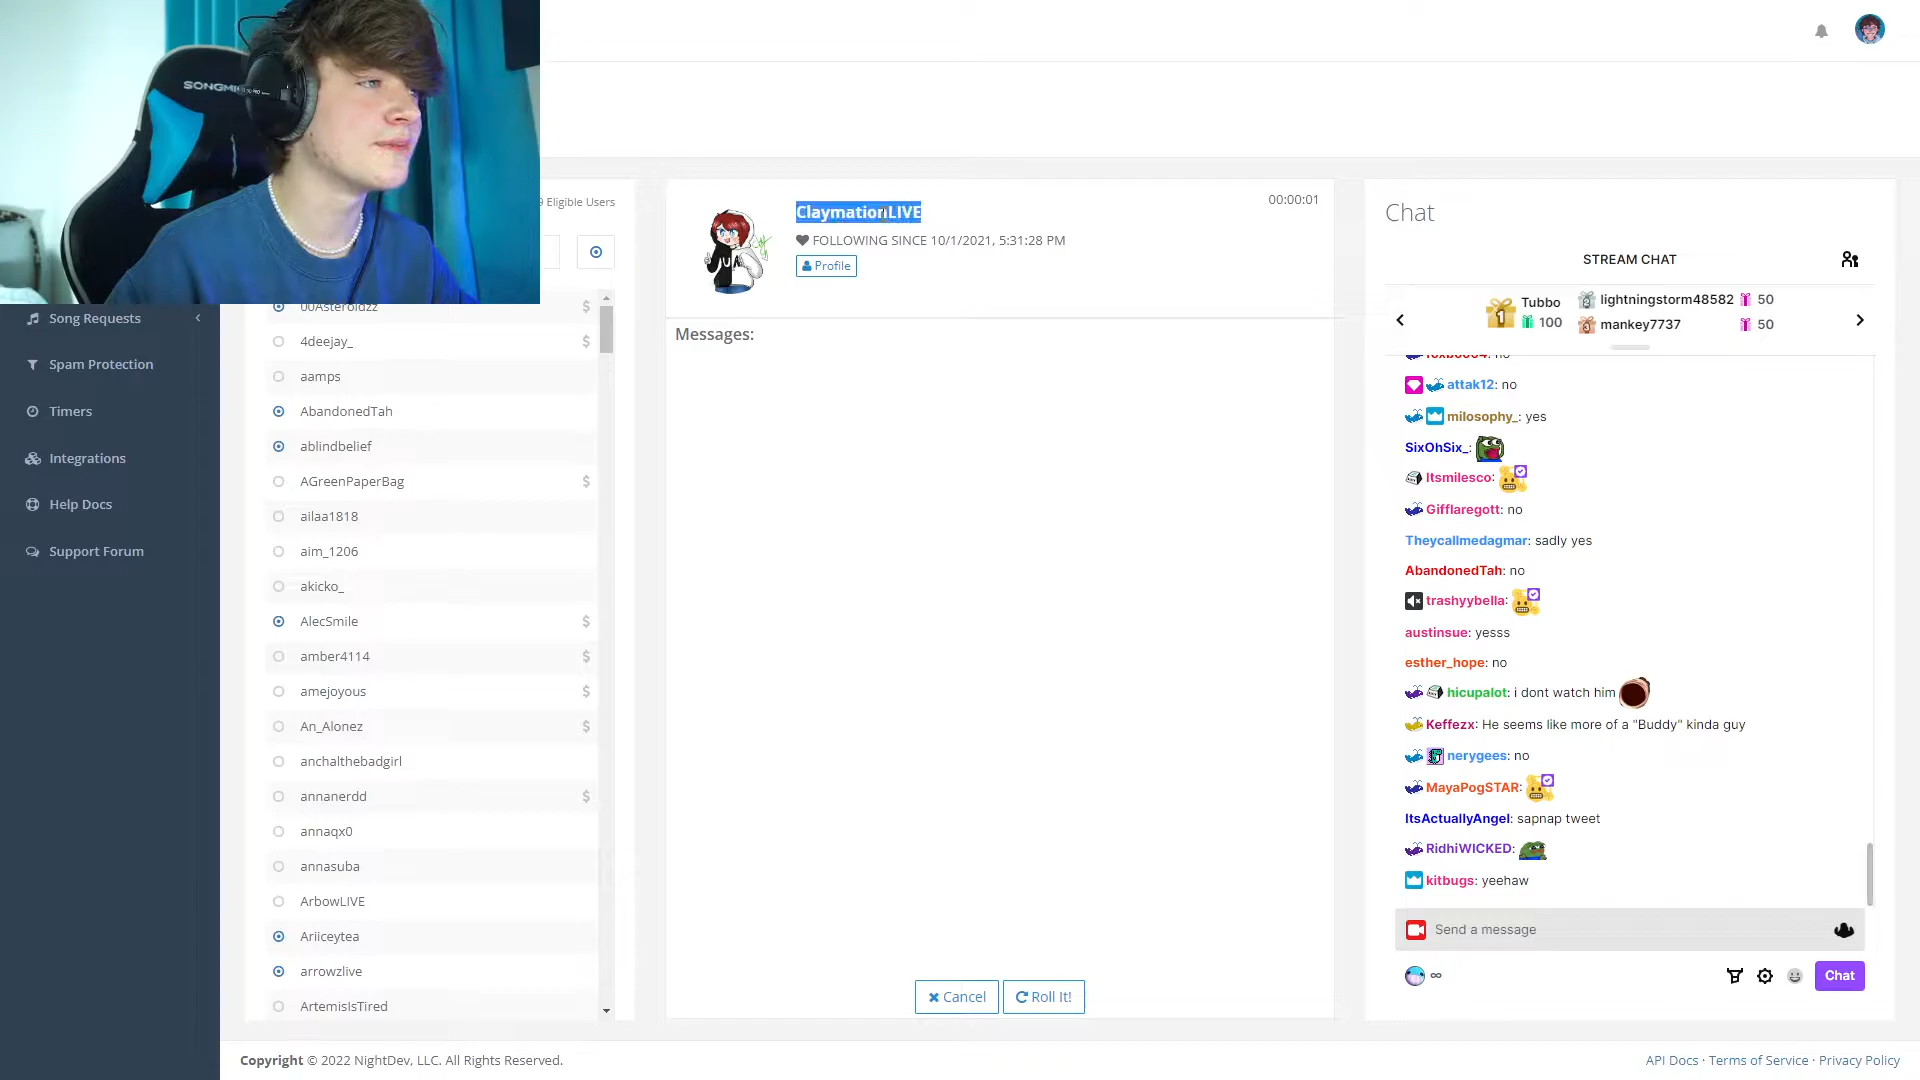 SONGMI
9 Eligible Users
Song Requests
Spam Protection
Timers
Integrations
Help Docs
Support Forum
00Asteroidzz $
4deejay_ $
aamps
AbandonedTah
ablindbelief
AGreenPaperBag $
ailaa1818
aim_1206
akicko_
AlecSmile $
amber4114 $
amejoyous $
An_Alonez $
anchalthebadgirl
annanerdd $
annaqx0
annasuba
ArbowLIVE
Ariiceytea
arrowzlive
ArtemisIsTired
ClaymationLIVE
00:00:01
FOLLOWING SINCE 10/1/2021, 5:31:28 PM
Profile
Messages:
Cancel
Roll It!
Chat
STREAM CHAT
1 Tubbo 100
2 lightningstorm48582 50
3 mankey7737 50
attak12: no
milosophy_: yes
SixOhSix_:
Itsmilesco:
Gifflaregott: no
Theycallmedagmar: sadly yes
AbandonedTah: no
trashyybella:
austinsue: yesss
esther_hope: no
hicupalot: i dont watch him
Keffezx: He seems like more of a "Buddy" kinda guy
nerygees: no
MayaPogSTAR:
ItsActuallyAngel: sapnap tweet
RidhiWICKED:
kitbugs: yeehaw
Send a message
∞
Chat
Copyright © 2022 NightDev, LLC. All Rights Reserved.
API Docs · Terms of Service · Privacy Policy